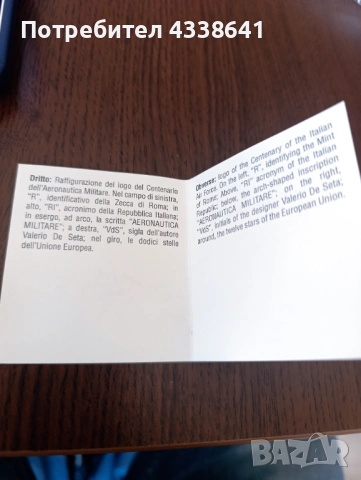 Потребител 4338641
Dritto: Raffigurazione del logo del Centenario
dell'Aeronautica Militare. Nel campo di sinistra,
"R", identificativo della Zecca di Roma; in
alto, "RI", acronimo della Repubblica Italiana;
in esergo, ad arco, la scritta "AERONAUTICA
MILITARE"; a destra, "VdS", sigla dell'autore
Valerio De Seta; nel giro, le dodici stelle
dell'Unione Europea.
Obverse: logo of the Centenary of the Italian
Air Force. On the left, "R", identifying the Mint
of Rome; above, "RI" acronym of the Italian
Republic; below, the arch-shaped inscription
"AERONAUTICA MILITARE"; on the right,
"VdS", initials of the designer Valerio De Seta;
around, the twelve stars of the European Union.
BAZAR